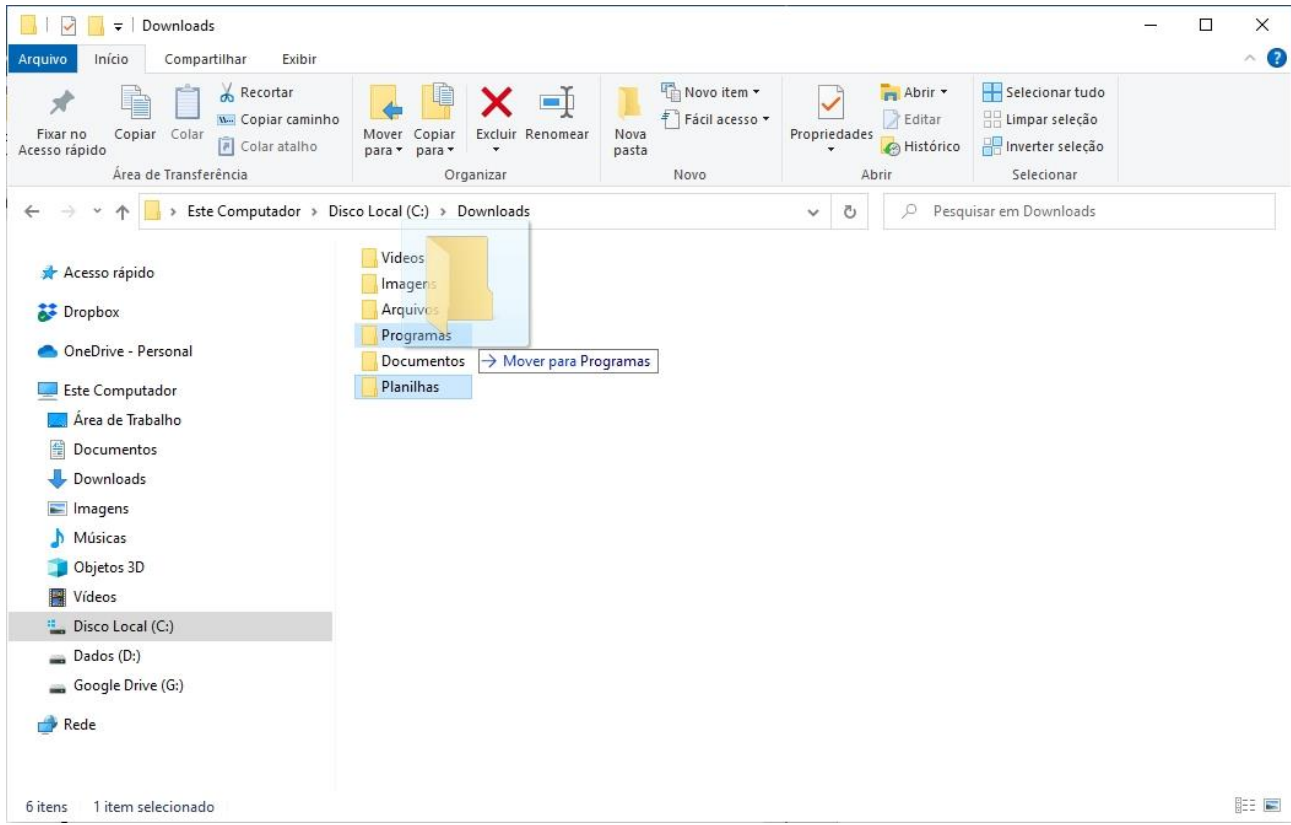 Downloads
Arquivo Início Compartilhar Exibir
Fixar no Acesso rápido
Copiar
Colar
Recortar
Copiar caminho
Colar atalho
Mover para
Copiar para
Excluir
Renomear
Nova pasta
Novo item
Fácil acesso
Propriedades
Abrir
Editar
Histórico
Selecionar tudo
Limpar seleção
Inverter seleção
Área de Transferência
Organizar
Novo
Abrir
Selecionar
Este Computador > Disco Local (C:) > Downloads
Pesquisar em Downloads
Acesso rápido
Dropbox
OneDrive - Personal
Este Computador
Área de Trabalho
Documentos
Downloads
Imagens
Músicas
Objetos 3D
Vídeos
Disco Local (C:)
Dados (D:)
Google Drive (G:)
Rede
Videos
Imagens
Arquivos
Programas
Documentos
→ Mover para Programas
Planilhas
6 itens 1 item selecionado